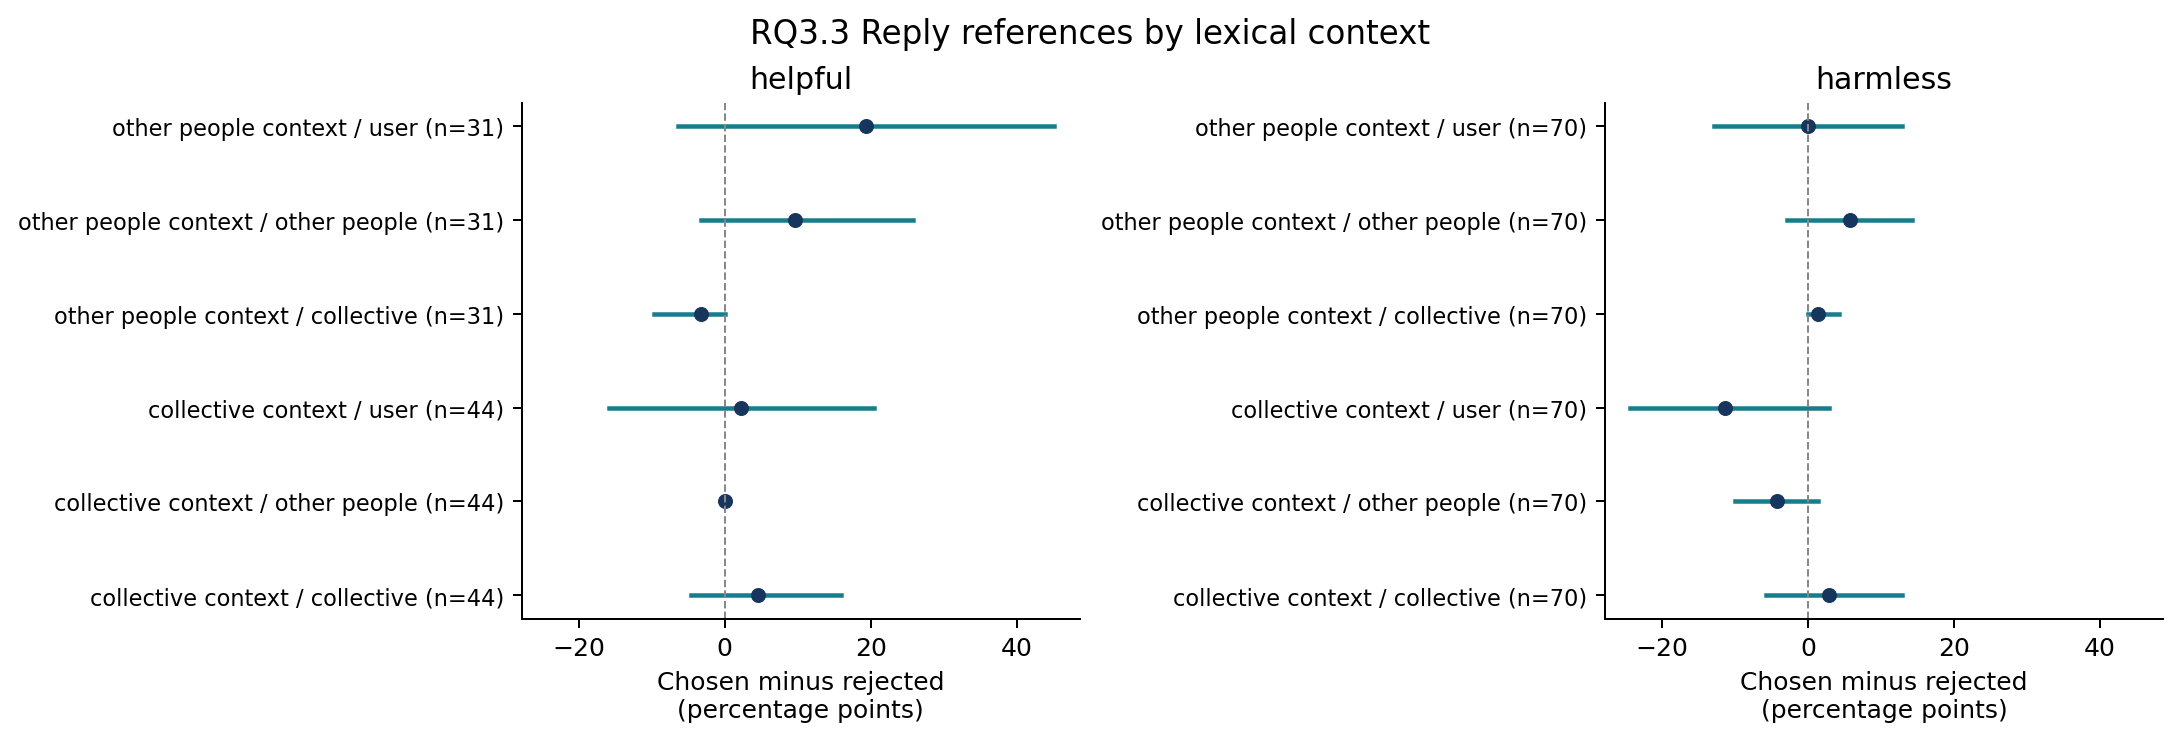 RQ3.3 Reply references by lexical context
helpful
other people context / user (n=31)
other people context / other people (n=31)
other people context / collective (n=31)
collective context / user (n=44)
collective context / other people (n=44)
collective context / collective (n=44)
−20 0 20 40
Chosen minus rejected
(percentage points)
harmless
other people context / user (n=70)
other people context / other people (n=70)
other people context / collective (n=70)
collective context / user (n=70)
collective context / other people (n=70)
collective context / collective (n=70)
−20 0 20 40
Chosen minus rejected
(percentage points)